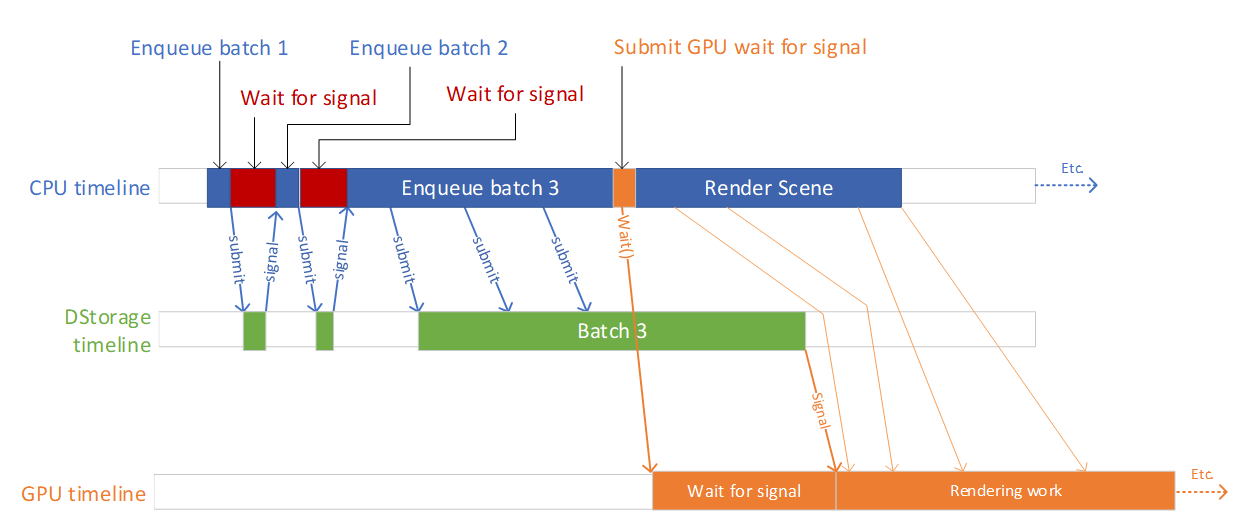 Enqueue batch 1
Enqueue batch 2
Submit GPU wait for signal
Wait for signal
Wait for signal
CPU timeline
Enqueue batch 3
Render Scene
Etc.
submit
signal
submit
signal
submit
submit
submit
Wait()
DStorage
timeline
Batch 3
Signal
GPU timeline
Wait for signal
Rendering work
Etc.